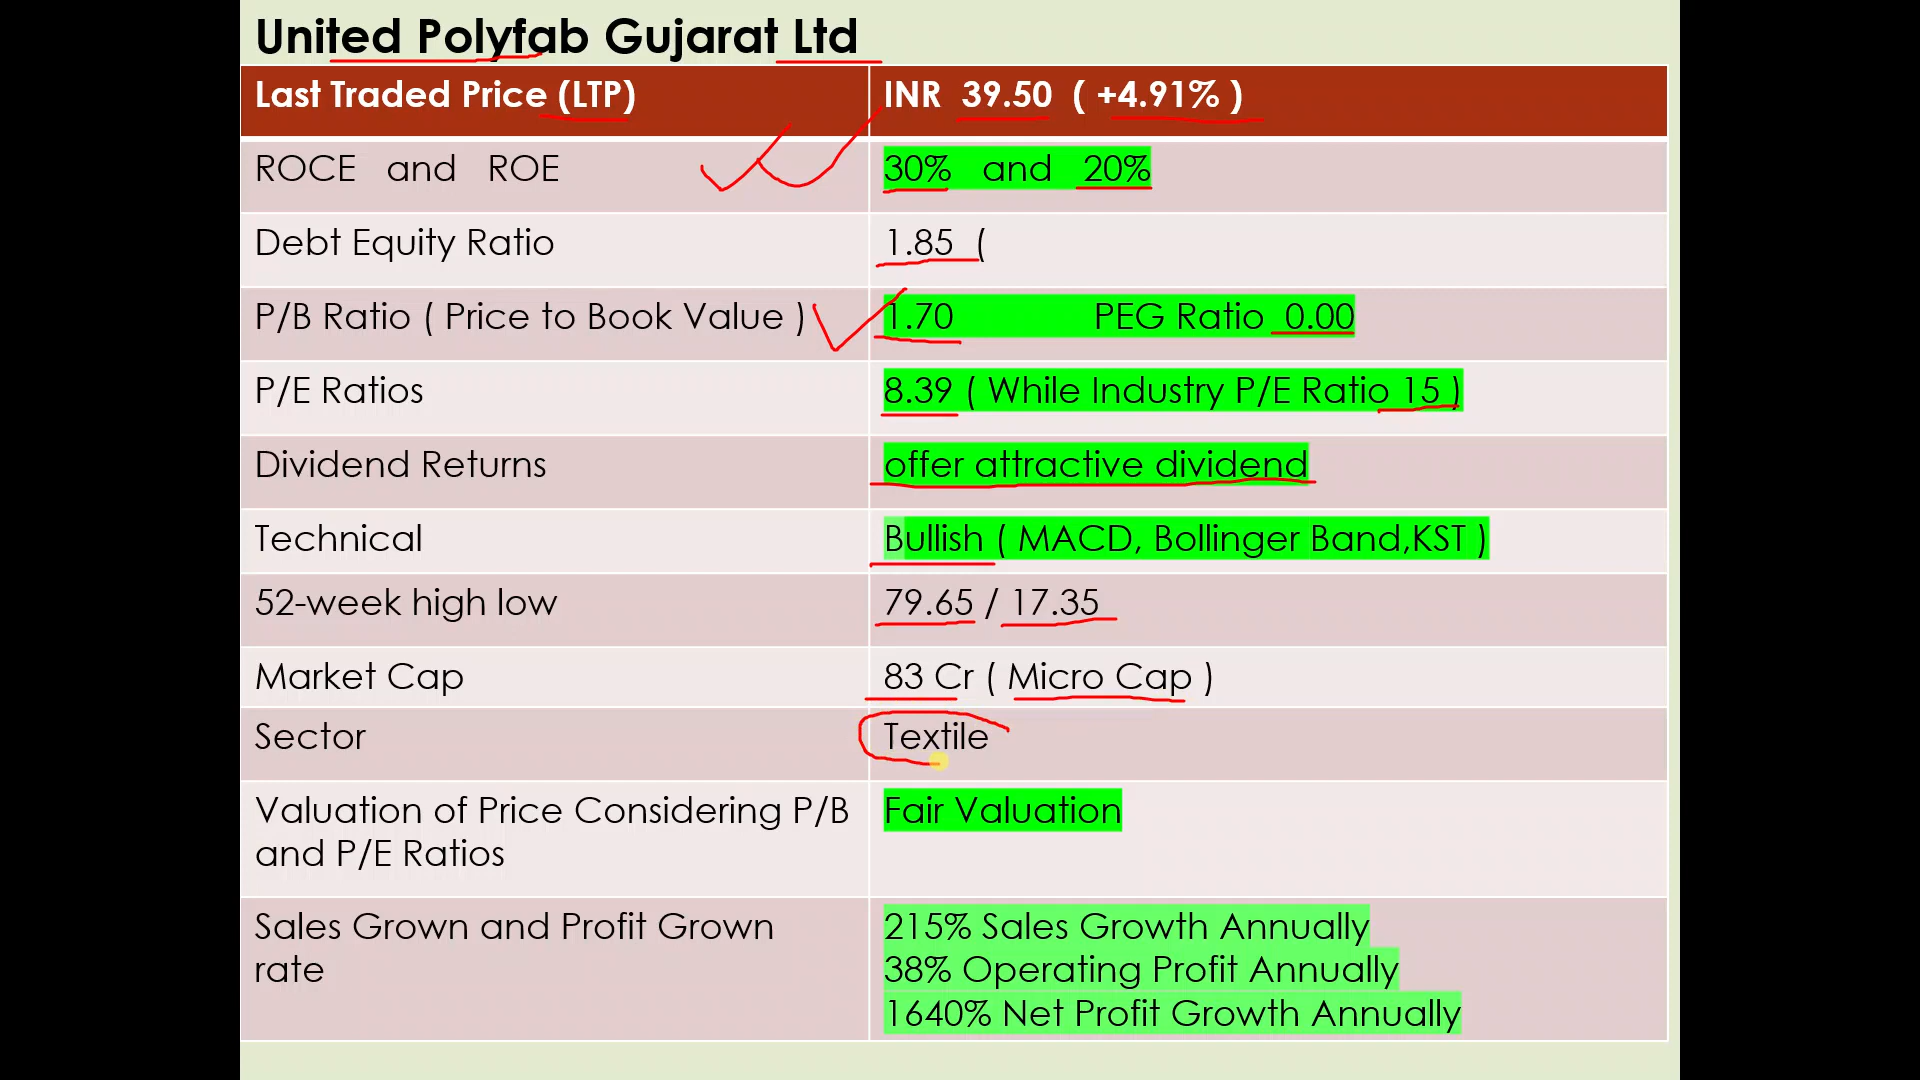 United Polyfab Gujarat Ltd
Last Traded Price (LTP) INR 39.50 ( +4.91% )
ROCE and ROE 30% and 20%
Debt Equity Ratio 1.85 (
P/B Ratio ( Price to Book Value ) 1.70 PEG Ratio 0.00
P/E Ratios 8.39 ( While Industry P/E Ratio 15 )
Dividend Returns offer attractive dividend
Technical Bullish ( MACD, Bollinger Band,KST )
52-week high low 79.65 / 17.35
Market Cap 83 Cr ( Micro Cap )
Sector Textile
Valuation of Price Considering P/B
and P/E Ratios
Fair Valuation
Sales Grown and Profit Grown
rate
215% Sales Growth Annually
38% Operating Profit Annually
1640% Net Profit Growth Annually